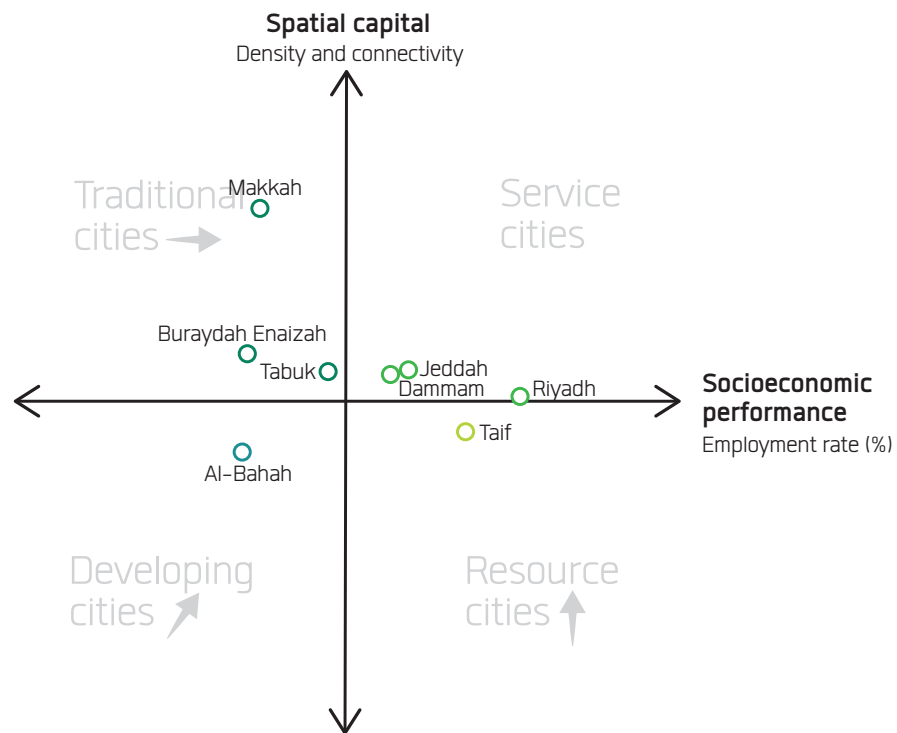 Spatial capital
Density and connectivity
Traditional
cities
Makkah
Service
cities
Buraydah Enaizah
Tabuk
Jeddah
Dammam
Riyadh
Taif
Al-Bahah
Socioeconomic
performance
Employment rate (%)
Developing
cities
Resource
cities